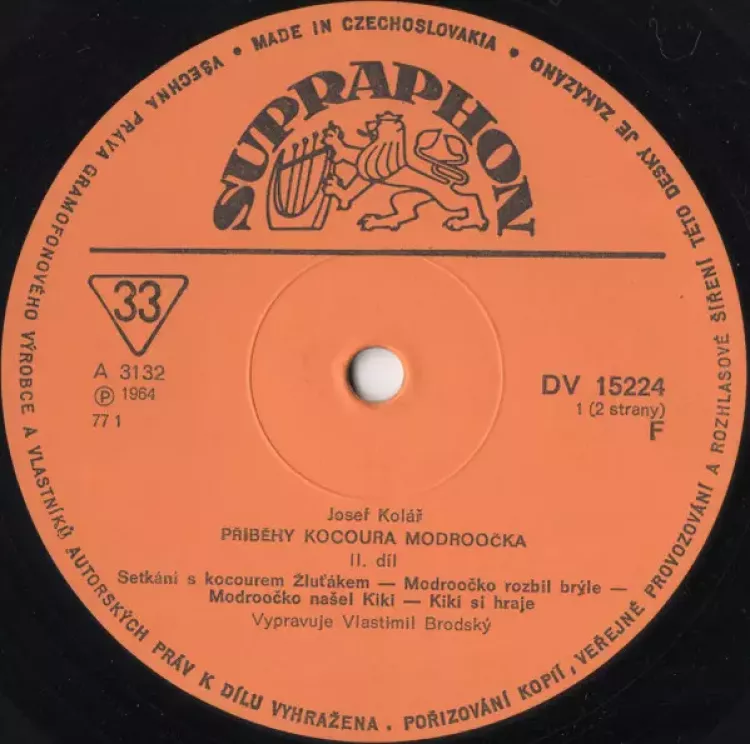 • VŠECHNA PRÁVA GRAMOFONOVÉHO VÝROBCE A VLASTNÍKŮ AUTORSKÝCH PRÁV K DÍLU VYHRAŽENA. POŘIZOVÁNÍ KOPIÍ, VEŘEJNÉ PROVOZOVÁNÍ A ROZHLASOVÉ ŠÍŘENÍ TÉTO DESKY JE ZAKÁZÁNO •
MADE IN CZECHOSLOVAKIA
SUPRAPHON
33
A 3132
Ⓟ 1964
77 1
DV 15224
1 (2 strany)
F
Josef Kolář
PŘÍBĚHY KOCOURA MODROOČKA
II. díl
Setkání s kocourem Žluťákem — Modroočko rozbil brýle —
Modroočko našel Kiki — Kiki si hraje
Vypravuje Vlastimil Brodský